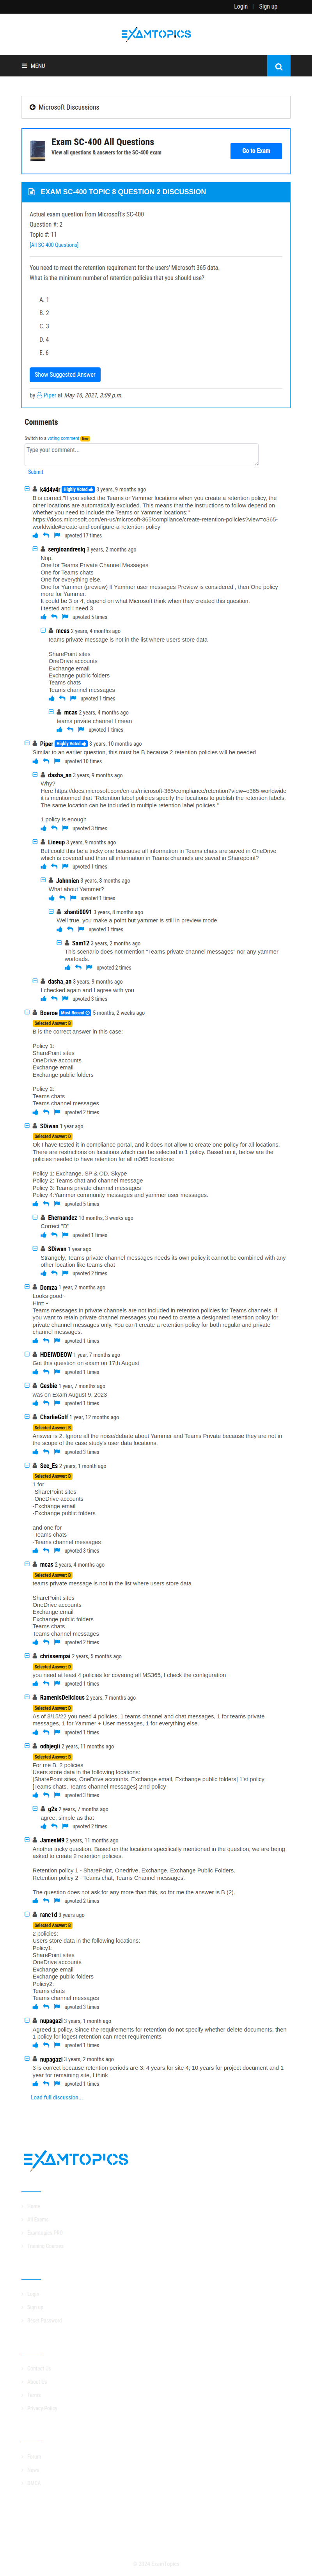 Login | Sign up
EXAMTOPICS
MENU
Microsoft Discussions
Exam SC-400 All Questions
View all questions & answers for the SC-400 exam
Go to Exam
EXAM SC-400 TOPIC 8 QUESTION 2 DISCUSSION
Actual exam question from Microsoft's SC-400
Question #: 2
Topic #: 11
[All SC-400 Questions]
You need to meet the retention requirement for the users' Microsoft 365 data.
What is the minimum number of retention policies that you should use?
A. 1
B. 2
C. 3
D. 4
E. 6
Show Suggested Answer
by Piper at May 16, 2021, 3:09 p.m.
Comments
Switch to a voting comment New
Type your comment...
Submit
k4d4v4r Highly Voted 3 years, 9 months ago
B is correct."If you select the Teams or Yammer locations when you create a retention policy, the other locations are automatically excluded. This means that the instructions to follow depend on whether you need to include the Teams or Yammer locations:"
https://docs.microsoft.com/en-us/microsoft-365/compliance/create-retention-policies?view=o365-worldwide#create-and-configure-a-retention-policy
upvoted 17 times
sergioandreslq 3 years, 2 months ago
Nop,
One for Teams Private Channel Messages
One for Teams chats
One for everything else.
One for Yammer (preview) If Yammer user messages Preview is considered , then One policy more for Yammer,
It could be 3 or 4, depend on what Microsoft think when they created this question.
I tested and I need 3
upvoted 5 times
mcas 2 years, 4 months ago
teams private message is not in the list where users store data
SharePoint sites
OneDrive accounts
Exchange email
Exchange public folders
Teams chats
Teams channel messages
upvoted 1 times
mcas 2 years, 4 months ago
teams private channel I mean
upvoted 1 times
Piper Highly Voted 3 years, 10 months ago
Similar to an earlier question, this must be B because 2 retention policies will be needed
upvoted 10 times
dasha_an 3 years, 9 months ago
Why?
Here https://docs.microsoft.com/en-us/microsoft-365/compliance/retention?view=o365-worldwide it is mentionned that "Retention label policies specify the locations to publish the retention labels. The same location can be included in multiple retention label policies."
1 policy is enough
upvoted 3 times
Lineup 3 years, 9 months ago
But could this be a tricky one beacause all information in Teams chats are saved in OneDrive which is covered and then all information in Teams channels are saved in Sharepoint?
upvoted 1 times
Johnnien 3 years, 8 months ago
What about Yammer?
upvoted 1 times
shanti0091 3 years, 8 months ago
Well true. you make a point but yammer is still in preview mode
upvoted 1 times
Sam12 3 years, 2 months ago
This scenario does not mention "Teams private channel messages" nor any yammer worloads.
upvoted 2 times
dasha_an 3 years, 9 months ago
I checked again and I agree with you
upvoted 3 times
Boeroe Most Recent 5 months, 2 weeks ago
Selected Answer: B
B is the correct answer in this case:
Policy 1:
SharePoint sites
OneDrive accounts
Exchange email
Exchange public folders
Policy 2:
Teams chats
Teams channel messages
upvoted 2 times
SDiwan 1 year ago
Selected Answer: B
Ok I have tested it in compliance portal, and it does not allow to create one policy for all locations. There are restrictions on locations which can be selected in 1 policy. Based on it, below are the policies needed to have retention for all m365 locations:
Policy 1: Exchange, SP & OD, Skype
Policy 2: Teams chat and channel message
Policy 3: Teams private channel messages
Policy 4:Yammer community messages and yammer user messages.
upvoted 5 times
Ehernandez 10 months, 3 weeks ago
Correct "D"
upvoted 1 times
SDiwan 1 year ago
Strangely, Teams private channel messages needs its own policy.it cannot be combined with any other location like teams chat
upvoted 2 times
Domza 1 year, 2 months ago
Looks good~
Hint: •
Teams messages in private channels are not included in retention policies for Teams channels, if you want to retain private channel messages you need to create a designated retention policy for private channel messages only. You can't create a retention policy for both regular and private channel messages.
upvoted 1 times
HDEIWDEOW 1 year, 7 months ago
Got this question on exam on 17th August
upvoted 1 times
Gesbie 1 year, 7 months ago
was on Exam August 9, 2023
upvoted 1 times
CharlieGolf 1 year, 12 months ago
Selected Answer: B
Answer is 2. Ignore all the noise/debate about Yammer and Teams Private because they are not in the scope of the case study's user data locations.
upvoted 3 times
See_Es 2 years, 1 month ago
Selected Answer: B
1 for
-SharePoint sites
-OneDrive accounts
-Exchange email
-Exchange public folders
and one for
-Teams chats
-Teams channel messages
upvoted 3 times
mcas 2 years, 4 months ago
Selected Answer: B
teams private message is not in the list where users store data
SharePoint sites
OneDrive accounts
Exchange email
Exchange public folders
Teams chats
Teams channel messages
upvoted 2 times
chrissempai 2 years, 5 months ago
Selected Answer: D
you need at least 4 policies for covering all MS365, I check the configuration
upvoted 1 times
RamenIsDelicious 2 years, 7 months ago
Selected Answer: D
As of 8/15/22 you need 4 policies, 1 teams channel and chat messages, 1 for teams private messages, 1 for Yammer + User messages, 1 for everything else.
upvoted 1 times
odbjegli 2 years, 11 months ago
Selected Answer: B
For me B. 2 policies
Users store data in the following locations:
[SharePoint sites, OneDrive accounts, Exchange email, Exchange public folders] 1'st policy
[Teams chats, Teams channel messages] 2'nd policy
upvoted 3 times
g2s 2 years, 7 months ago
agree, simple as that
upvoted 2 times
JamesM9 2 years, 11 months ago
Another tricky question. Based on the locations specifically mentioned in the question, we are being asked to create 2 retention policies.
Retention policy 1 - SharePoint, Onedrive, Exchange, Exchange Public Folders.
Retention policy 2 - Teams chat, Teams Channel Messages.
The question does not ask for any more than this, so for me the answer is B (2).
upvoted 2 times
ranc1d 3 years ago
Selected Answer: B
2 policies:
Users store data in the following locations:
Policy1:
SharePoint sites
OneDrive accounts
Exchange email
Exchange public folders
Policiy2:
Teams chats
Teams channel messages
upvoted 3 times
nupagazi 3 years, 1 month ago
Agreed 1 policy. Since the requirements for retention do not specify whether delete documents, then 1 policy for logest retention can meet requirements
upvoted 1 times
nupagazi 3 years, 2 months ago
3 is correct because retention periods are 3: 4 years for site 4; 10 years for project document and 1 year for remaining site, I think
upvoted 1 times
Load full discussion...
EXAMTOPICS